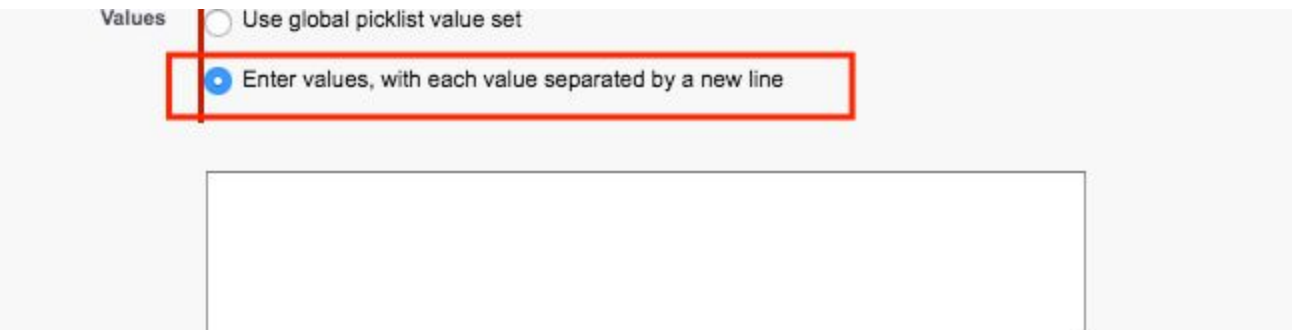 Values Use global picklist value set
Enter values, with each value separated by a new line